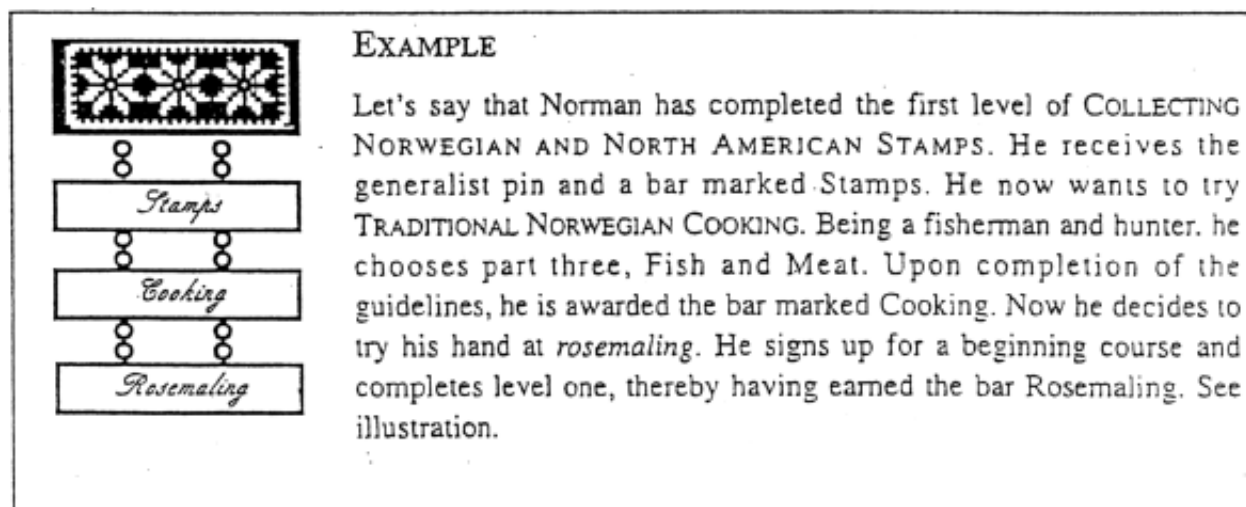 EXAMPLE
Let's say that Norman has completed the first level of COLLECTING
NORWEGIAN AND NORTH AMERICAN STAMPS. He receives the
generalist pin and a bar marked Stamps. He now wants to try
TRADITIONAL NORWEGIAN COOKING. Being a fisherman and hunter. he
chooses part three, Fish and Meat. Upon completion of the
guidelines, he is awarded the bar marked Cooking. Now he decides to
try his hand at rosemaling. He signs up for a beginning course and
completes level one, thereby having earned the bar Rosemaling. See
illustration.
Stamps
Cooking
Rosemaling